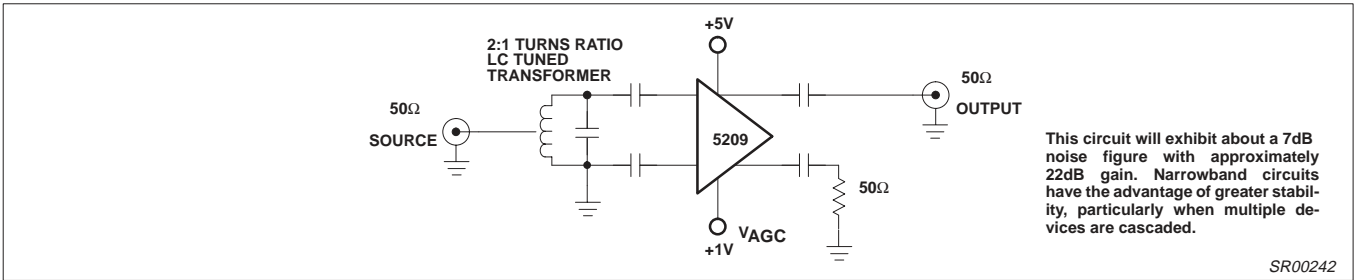 +5V
2:1 TURNS RATIO
LC TUNED
TRANSFORMER
50Ω
SOURCE
5209
50Ω
OUTPUT
50Ω
+1V
VAGC
This circuit will exhibit about a 7dB
noise figure with approximately
22dB gain. Narrowband circuits
have the advantage of greater stabil-
ity, particularly when multiple de-
vices are cascaded.
SR00242